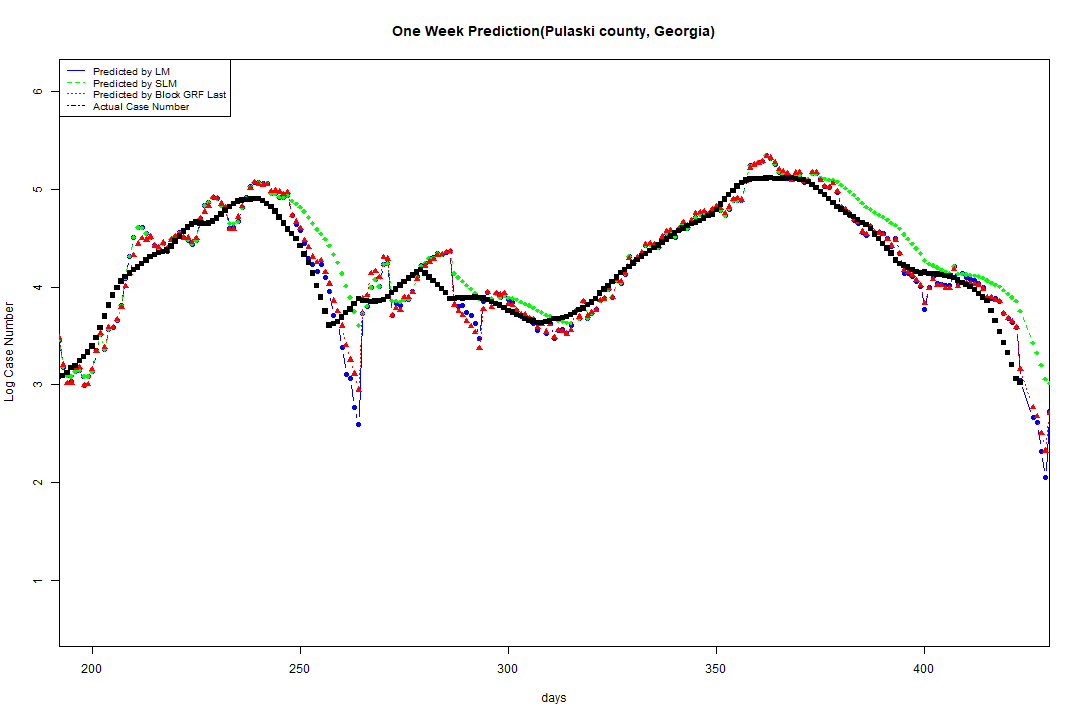 One Week Prediction(Pulaski county, Georgia)
Predicted by LM
Predicted by SLM
Predicted by Block GRF Last
Actual Case Number
6
5
4
3
2
1
Log Case Number
200 250 300 350 400
days